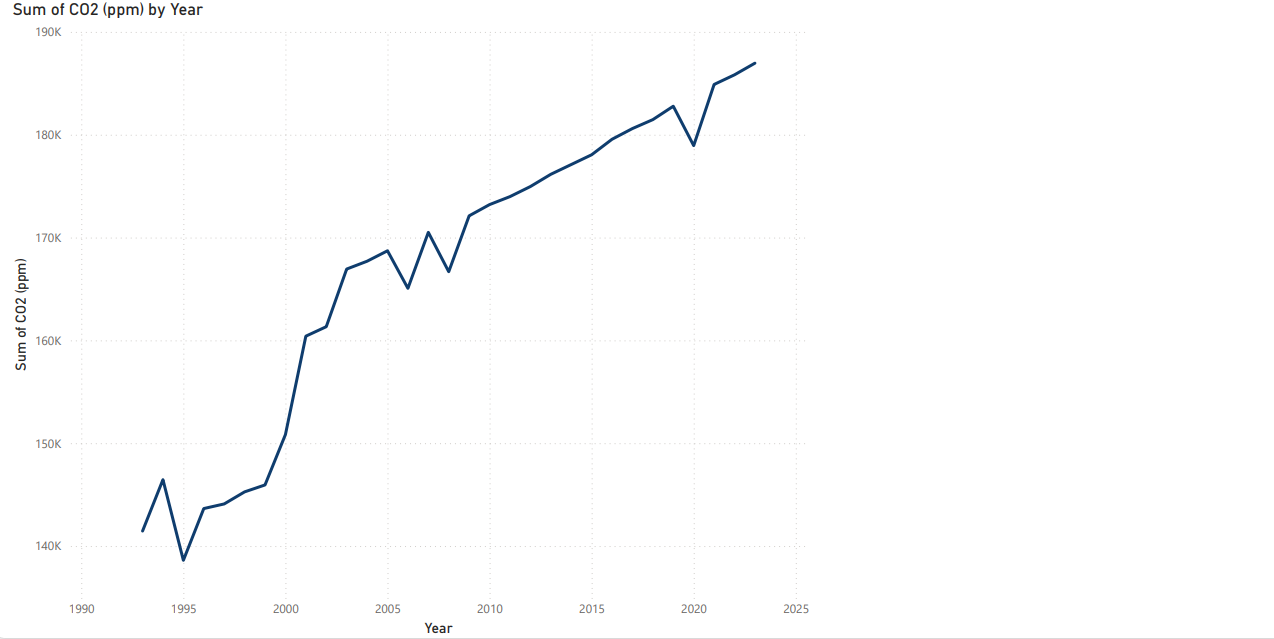 Sum of CO2 (ppm) by Year
190K
180K
170K
160K
150K
140K
Sum of CO2 (ppm)
1990 1995 2000 2005 2010 2015 2020 2025
Year